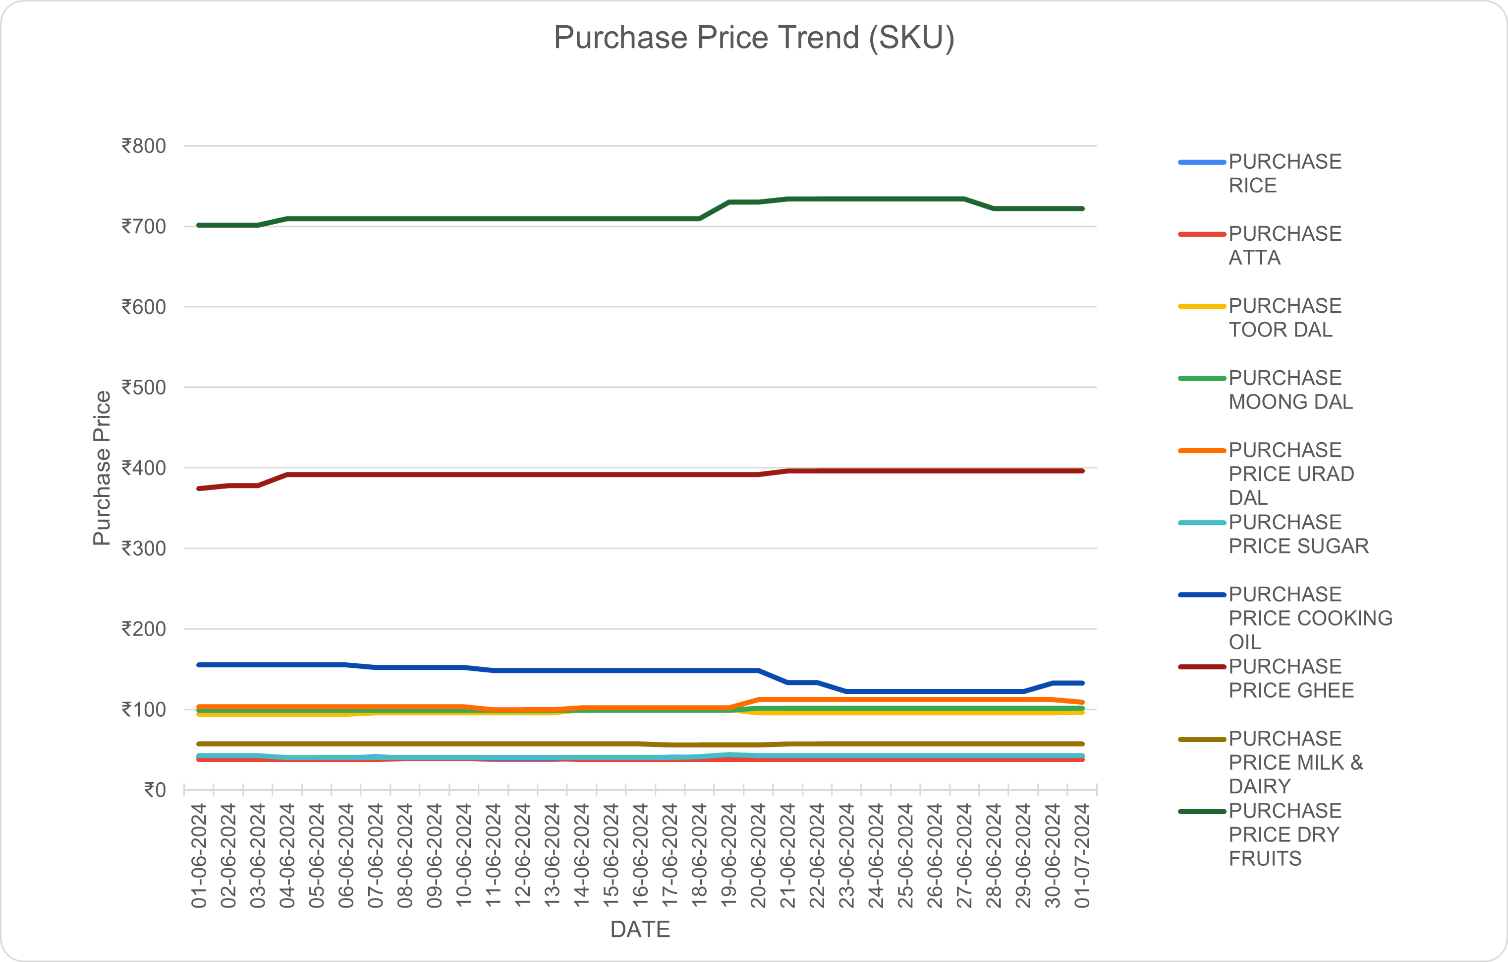 Purchase Price Trend (SKU)
₹800
₹700
₹600
₹500
₹400
₹300
₹200
₹100
₹0
Purchase Price
01-06-2024
02-06-2024
03-06-2024
04-06-2024
05-06-2024
06-06-2024
07-06-2024
08-06-2024
09-06-2024
10-06-2024
11-06-2024
12-06-2024
13-06-2024
14-06-2024
15-06-2024
16-06-2024
17-06-2024
18-06-2024
19-06-2024
20-06-2024
21-06-2024
22-06-2024
23-06-2024
24-06-2024
25-06-2024
26-06-2024
27-06-2024
28-06-2024
29-06-2024
30-06-2024
01-07-2024
DATE
PURCHASE
RICE
PURCHASE
ATTA
PURCHASE
TOOR DAL
PURCHASE
MOONG DAL
PURCHASE
PRICE URAD
DAL
PURCHASE
PRICE SUGAR
PURCHASE
PRICE COOKING
OIL
PURCHASE
PRICE GHEE
PURCHASE
PRICE MILK &
DAIRY
PURCHASE
PRICE DRY
FRUITS